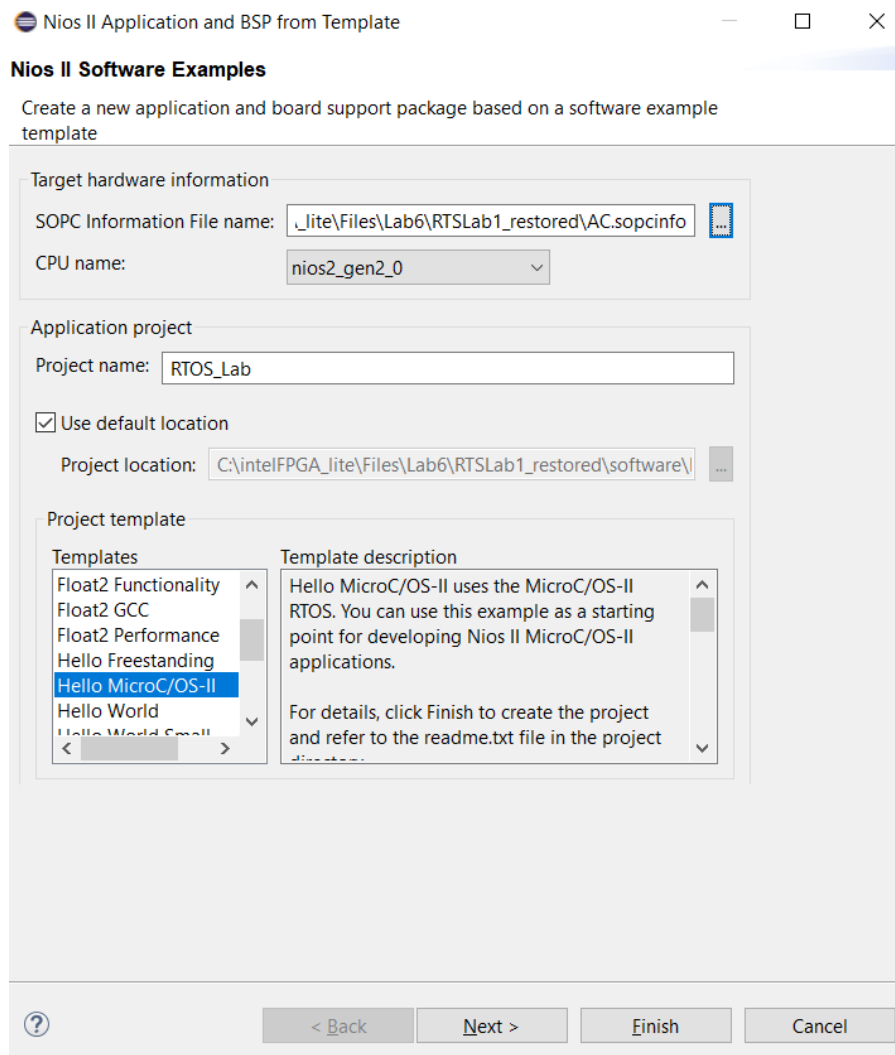 Nios II Application and BSP from Template
Nios II Software Examples
Create a new application and board support package based on a software example
template
Target hardware information
SOPC Information File name: _lite\Files\Lab6\RTSLab1_restored\AC.sopcinfo ...
CPU name: nios2_gen2_0
Application project
Project name: RTOS_Lab
Use default location
Project location: C:\intelFPGA_lite\Files\Lab6\RTSLab1_restored\software\ ...
Project template
Templates
Float2 Functionality
Float2 GCC
Float2 Performance
Hello Freestanding
Hello MicroC/OS-II
Hello World
Hello World Small
Template description
Hello MicroC/OS-II uses the MicroC/OS-II
RTOS. You can use this example as a starting
point for developing Nios II MicroC/OS-II
applications.
For details, click Finish to create the project
and refer to the readme.txt file in the project
< Back Next > Finish Cancel